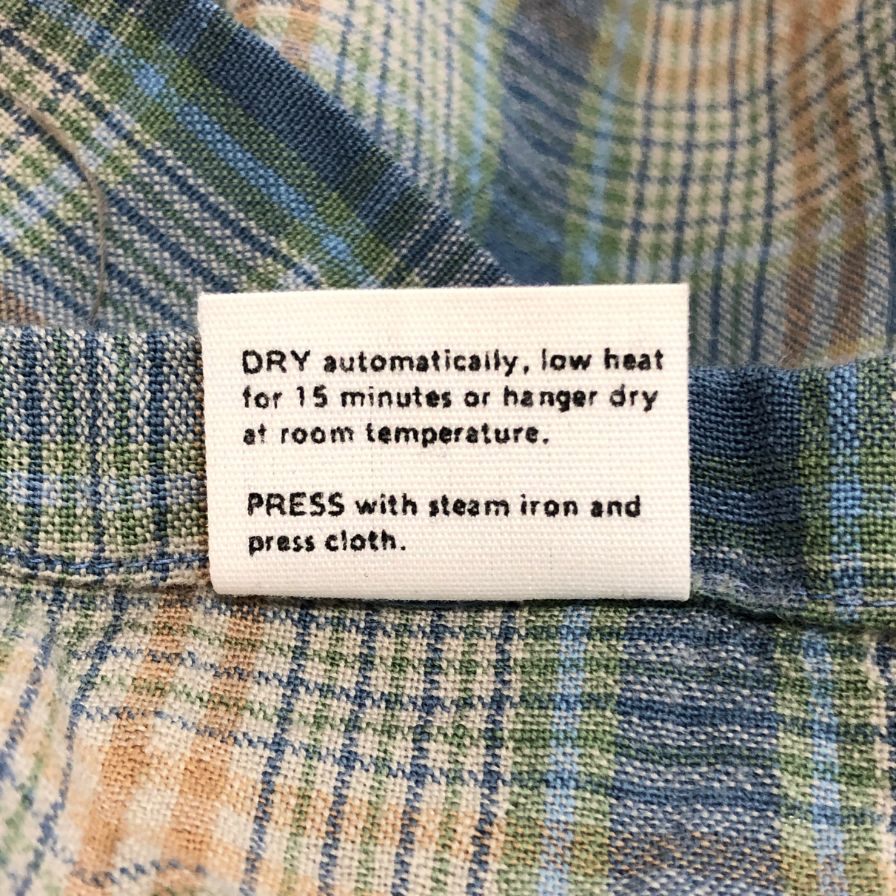 DRY automatically, low heat
for 15 minutes or hanger dry
at room temperature.
PRESS with steam iron and
press cloth.